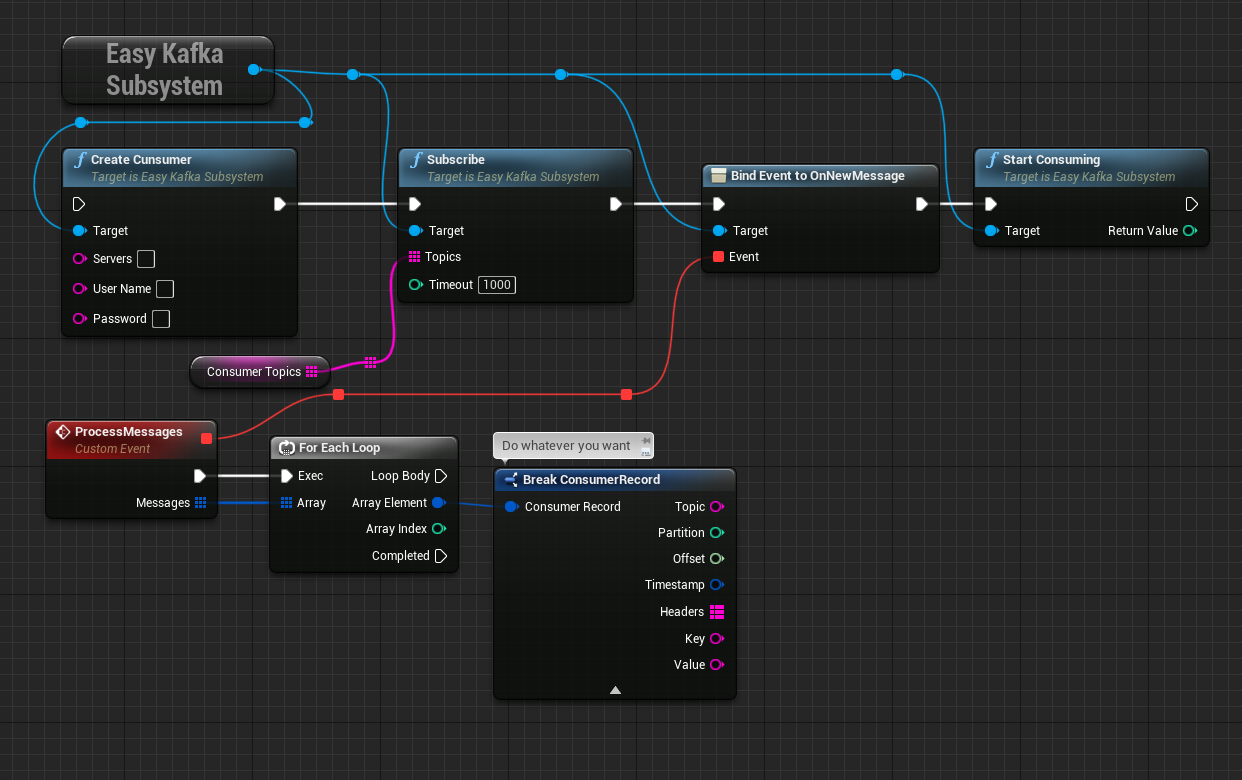 Easy Kafka
Subsystem
Create Cunsumer
Target is Easy Kafka Subsystem
Target
Servers
User Name
Password
Subscribe
Target is Easy Kafka Subsystem
Target
Topics
Timeout 1000
Bind Event to OnNewMessage
Target
Event
Start Consuming
Target is Easy Kafka Subsystem
Target Return Value
Consumer Topics
ProcessMessages
Custom Event
Messages
For Each Loop
Exec Loop Body
Array Array Element
Array Index
Completed
Do whatever you want
Break ConsumerRecord
Consumer Record Topic
Partition
Offset
Timestamp
Headers
Key
Value